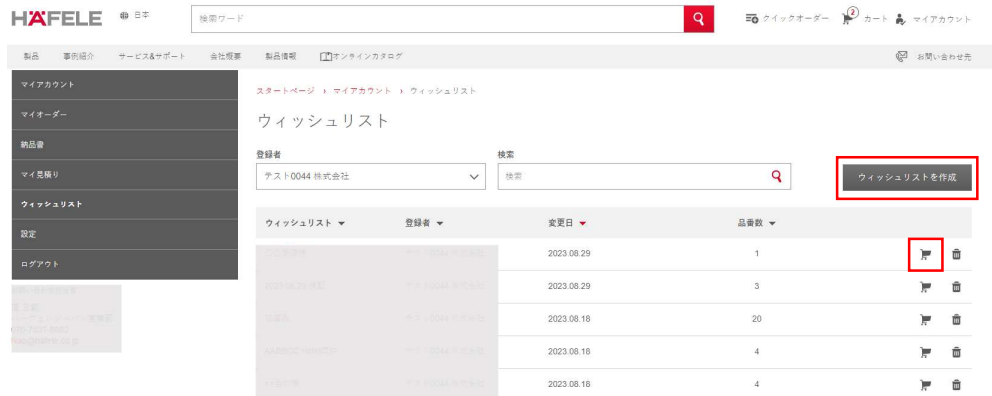 HÄFELE 日本 検索ワード クイックオーダー 2 カート マイアカウント
製品 事例紹介 サービス&サポート 会社概要 製品情報 オンラインカタログ お問い合わせ先
マイアカウント
マイオーダー
納品書
マイ見積り
ウィッシュリスト
設定
ログアウト
スタートページ › マイアカウント › ウィッシュリスト
ウィッシュリスト
登録者 検索
テスト0044 株式会社 検索 ウィッシュリストを作成
ウィッシュリスト 登録者 変更日 品番数
2023.08.29 1
2023.08.29 3
2023.08.18 20
2023.08.18 4
2023.08.18 4